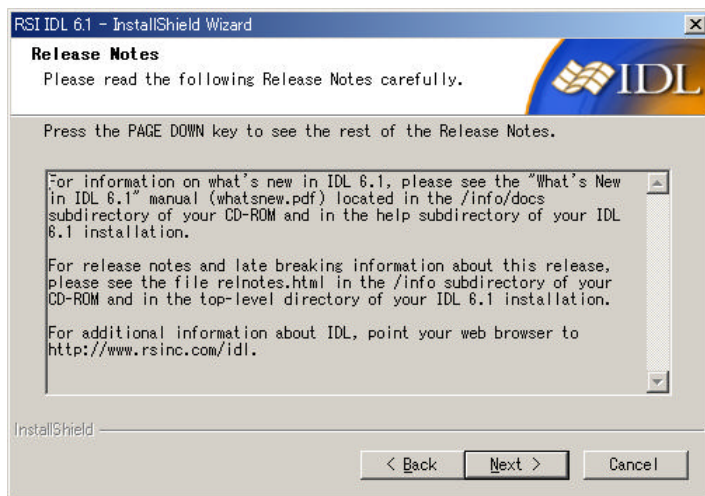 RSI IDL 6.1 - InstallShield Wizard
Release Notes
Please read the following Release Notes carefully.
IDL
Press the PAGE DOWN key to see the rest of the Release Notes.
For information on what's new in IDL 6.1, please see the "What's New
in IDL 6.1" manual (whatsnew.pdf) located in the /info/docs
subdirectory of your CD-ROM and in the help subdirectory of your IDL
6.1 installation.
For release notes and late breaking information about this release,
please see the file relnotes.html in the /info subdirectory of your
CD-ROM and in the top-level directory of your IDL 6.1 installation.
For additional information about IDL, point your web browser to
http://www.rsinc.com/idl.
InstallShield
< Back
Next >
Cancel